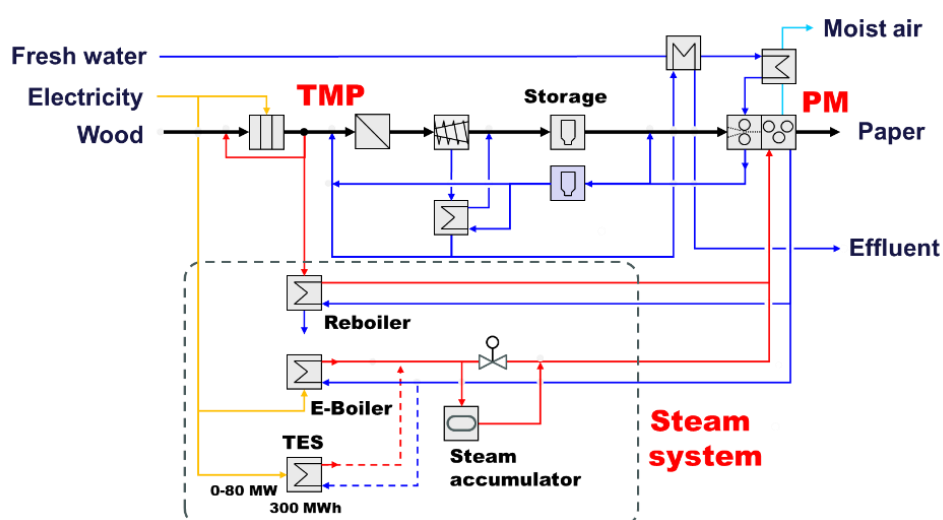 Moist air
Fresh water
Electricity
TMP
Storage
PM
Wood
Paper
Effluent
Reboiler
E-Boiler
Steam
system
TES
Steam
accumulator
0-80 MW
300 MWh